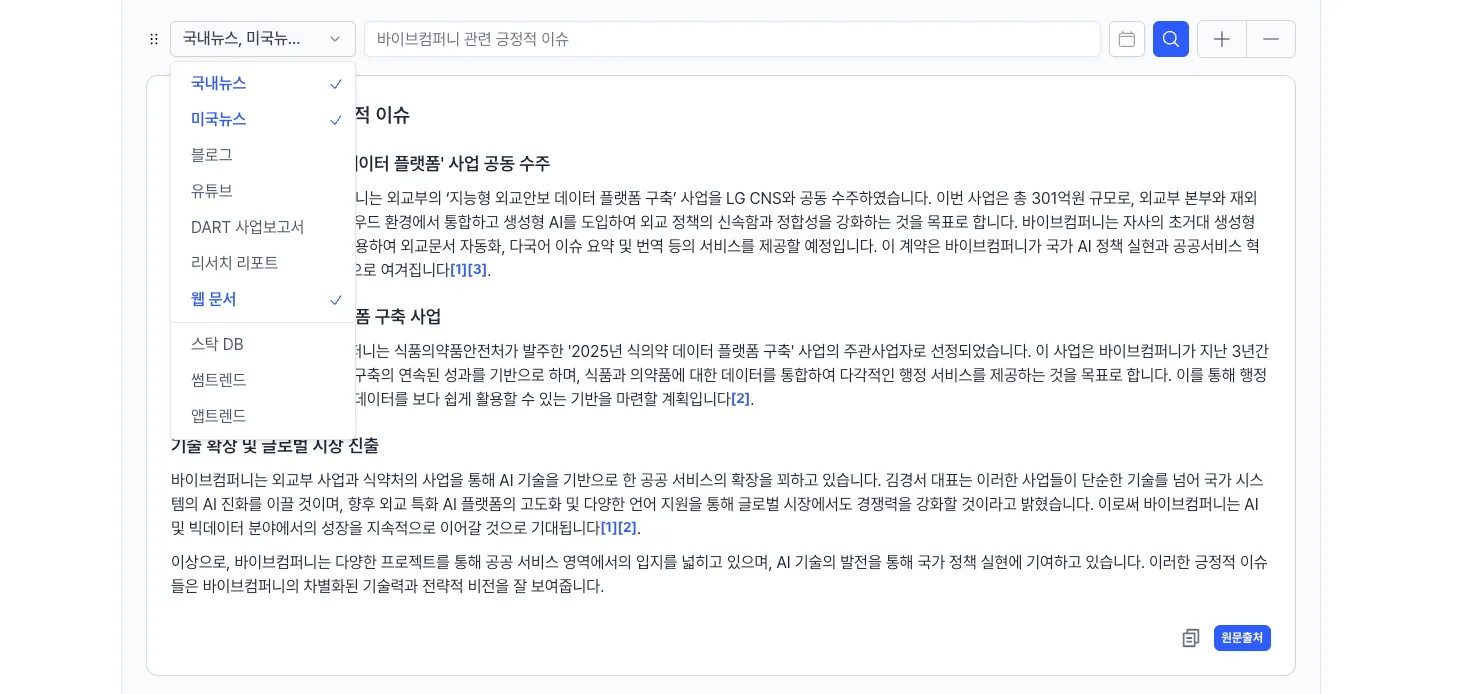 국내뉴스, 미국뉴...
바이브컴퍼니 관련 긍정적 이슈
국내뉴스
미국뉴스
블로그
유튜브
DART 사업보고서
리서치 리포트
웹 문서
스탁 DB
썸트렌드
앱트렌드
적 이슈
데이터 플랫폼' 사업 공동 수주
니는 외교부의 ‘지능형 외교안보 데이터 플랫폼 구축’ 사업을 LG CNS와 공동 수주하였습니다. 이번 사업은 총 301억원 규모로, 외교부 본부와 재외
우드 환경에서 통합하고 생성형 AI를 도입하여 외교 정책의 신속함과 정합성을 강화하는 것을 목표로 합니다. 바이브컴퍼니는 자사의 초거대 생성형
용하여 외교문서 자동화, 다국어 이슈 요약 및 번역 등의 서비스를 제공할 예정입니다. 이 계약은 바이브컴퍼니가 국가 AI 정책 실현과 공공서비스 혁
으로 여겨집니다[1][3].
폼 구축 사업
퍼니는 식품의약품안전처가 발주한 '2025년 식의약 데이터 플랫폼 구축' 사업의 주관사업자로 선정되었습니다. 이 사업은 바이브컴퍼니가 지난 3년간
구축의 연속된 성과를 기반으로 하며, 식품과 의약품에 대한 데이터를 통합하여 다각적인 행정 서비스를 제공하는 것을 목표로 합니다. 이를 통해 행정
데이터를 보다 쉽게 활용할 수 있는 기반을 마련할 계획입니다[2].
기술 확장 및 글로벌 시장 진출
바이브컴퍼니는 외교부 사업과 식약처의 사업을 통해 AI 기술을 기반으로 한 공공 서비스의 확장을 꾀하고 있습니다. 김경서 대표는 이러한 사업들이 단순한 기술를 넘어 국가 시스
템의 AI 진화를 이끌 것이며, 향후 외교 특화 AI 플랫폼의 고도화 및 다양한 언어 지원을 통해 글로벌 시장에서도 경쟁력을 강화할 것이라고 밝혔습니다. 이로써 바이브컴퍼니는 AI
및 빅데이터 분야에서의 성장을 지속적으로 이어갈 것으로 기대됩니다[1][2].
이상으로, 바이브컴퍼니는 다양한 프로젝트를 통해 공공 서비스 영역에서의 입지를 넓히고 있으며, AI 기술의 발전을 통해 국가 정책 실현에 기여하고 있습니다. 이러한 긍정적 이슈
들은 바이브컴퍼니의 차별화된 기술력과 전략적 비전을 잘 보여줍니다.
원문출처